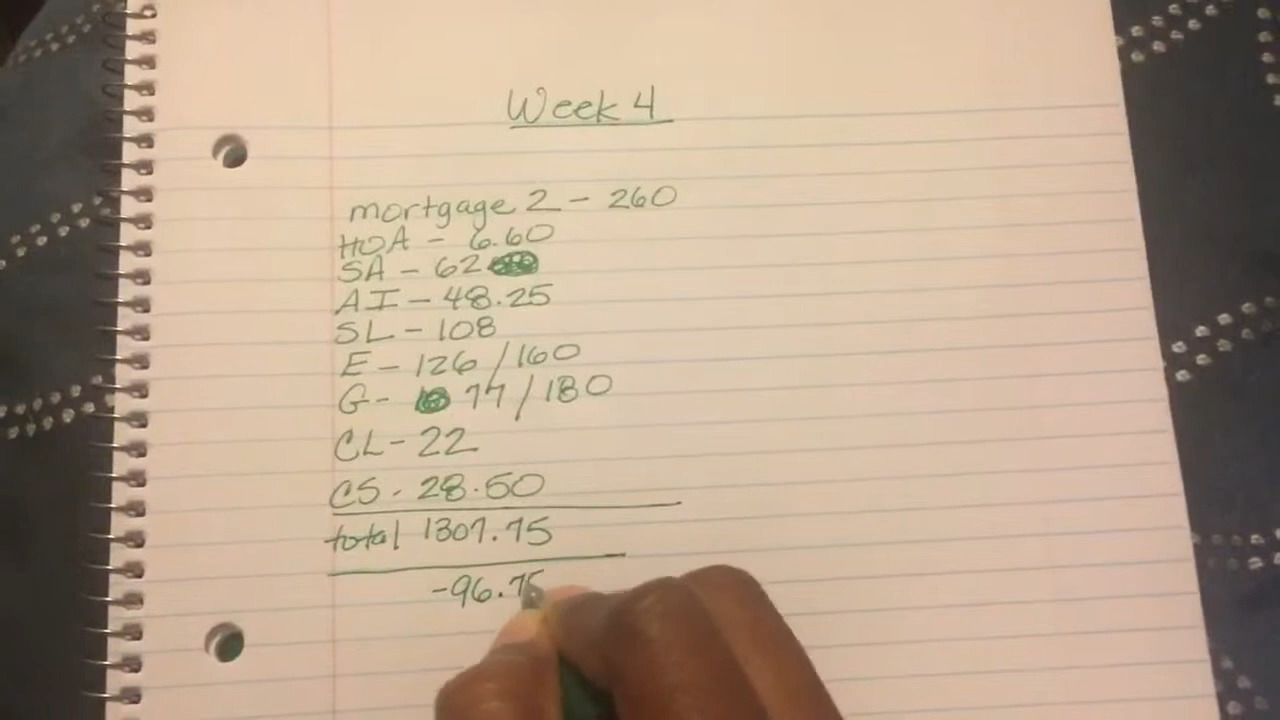 Week 4
mortgage 2 - 260
HOA - 6.60
SA - 62
AI - 48.25
SL - 108
E - 126 / 160
G - 77 / 180
CL - 22
CS - 28.50
total 1307.75
-96.75